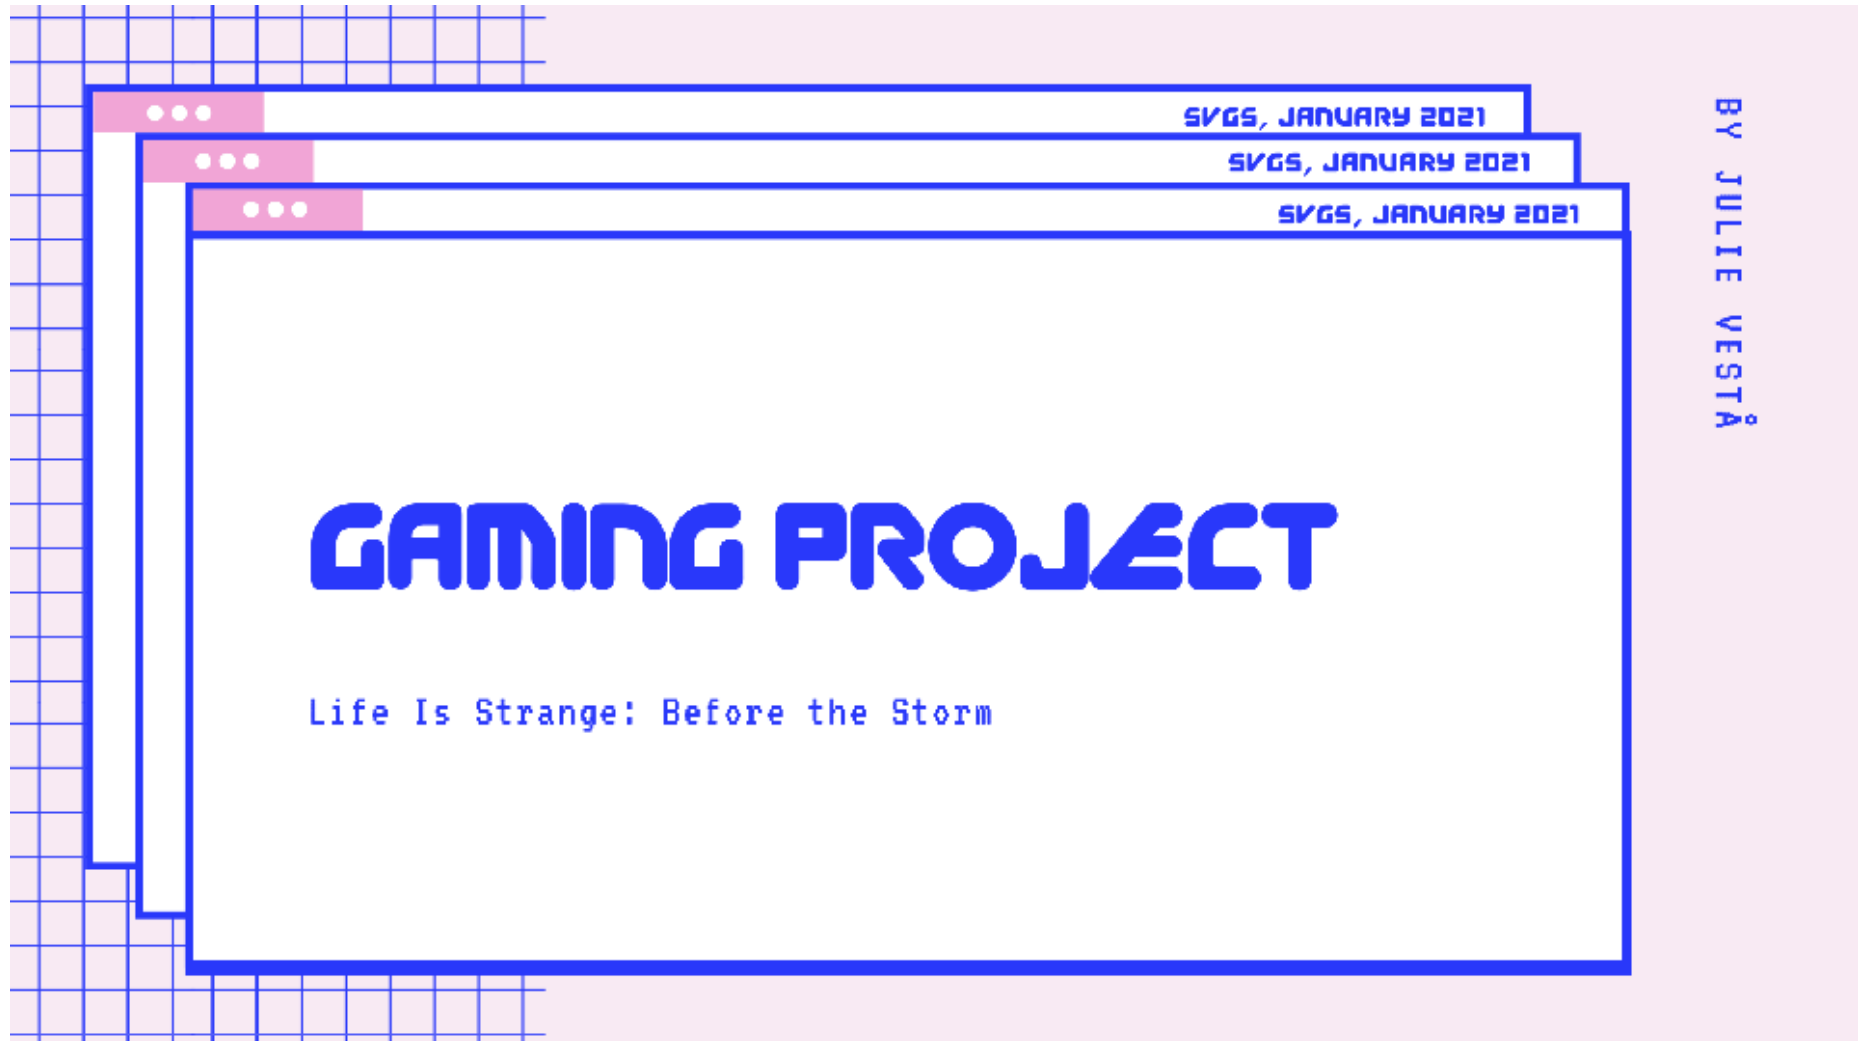 SVGS, JANUARY 2021
SVGS, JANUARY 2021
SVGS, JANUARY 2021
GAMING PROJECT
Life Is Strange: Before the Storm
BY JULIE VESTÅ